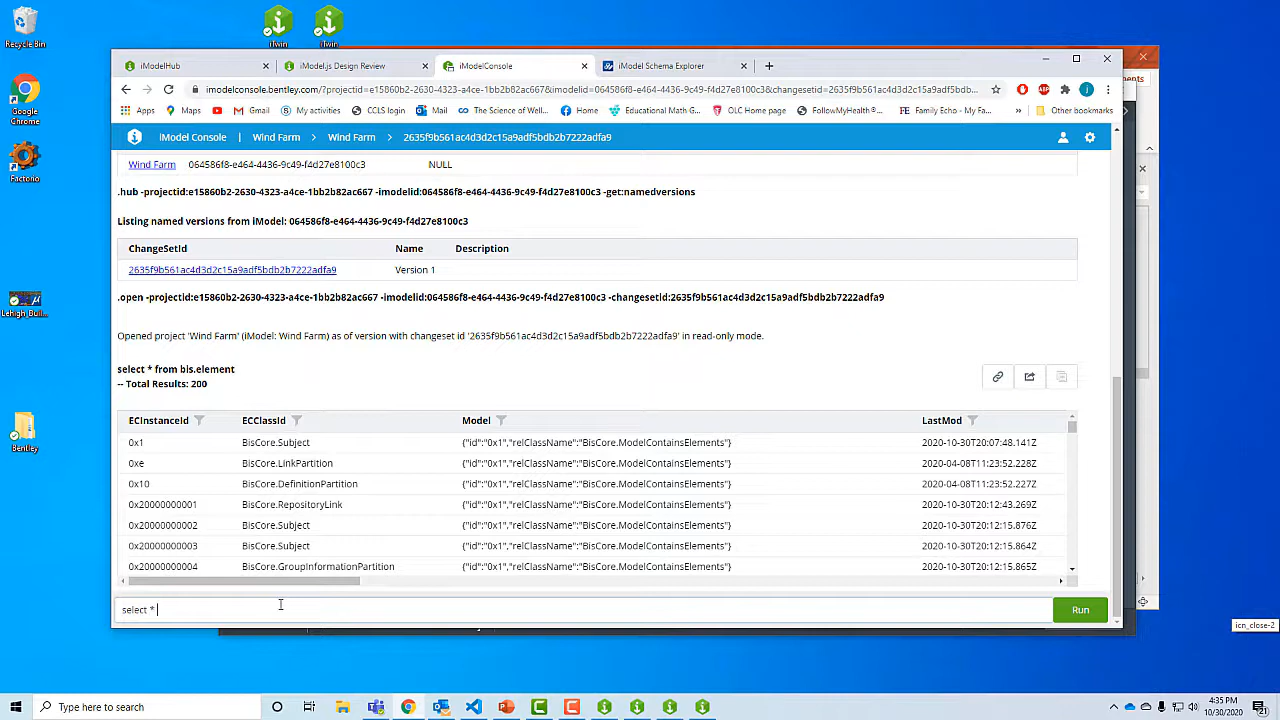 Recycle Bin
iTwin
iTwin
Google
Chrome
Factorio
Lehigh_Buil...
Bentley
iModelHub
iModel.js Design Review
iModelConsole
iModel Schema Explorer
imodelconsole.bentley.com/?projectid=e15860b2-2630-4323-a4ce-1bb2b82ac667&imodelid=064586f8-e464-4436-9c49-f4d27e8100c3&changesetid=2635f9b561ac4d3d2c15a9adf5bdb2b7222adfa9...
Apps
Maps
Gmail
My activities
CCLS login
Mail
The Science of Well...
Home
Educational Math G...
OLC Home page
FollowMyHealth® ...
Family Echo - My Fa...
Other bookmarks
iModel Console
Wind Farm
Wind Farm
2635f9b561ac4d3d2c15a9adf5bdb2b7222adfa9
Wind Farm 064586f8-e464-4436-9c49-f4d27e8100c3 NULL
.hub -projectid:e15860b2-2630-4323-a4ce-1bb2b82ac667 -imodelid:064586f8-e464-4436-9c49-f4d27e8100c3 -get:namedversions
Listing named versions from iModel: 064586f8-e464-4436-9c49-f4d27e8100c3
ChangeSetId Name Description
2635f9b561ac4d3d2c15a9adf5bdb2b7222adfa9 Version 1
.open -projectid:e15860b2-2630-4323-a4ce-1bb2b82ac667 -imodelid:064586f8-e464-4436-9c49-f4d27e8100c3 -changesetid:2635f9b561ac4d3d2c15a9adf5bdb2b7222adfa9
Opened project 'Wind Farm' (iModel: Wind Farm) as of version with changeset id '2635f9b561ac4d3d2c15a9adf5bdb2b7222adfa9' in read-only mode.
select * from bis.element
-- Total Results: 200
ECInstanceId ECClassId Model LastMod
0x1 BisCore.Subject {"id":"0x1","relClassName":"BisCore.ModelContainsElements"} 2020-10-30T20:07:48.141Z
0xe BisCore.LinkPartition {"id":"0x1","relClassName":"BisCore.ModelContainsElements"} 2020-04-08T11:23:52.228Z
0x10 BisCore.DefinitionPartition {"id":"0x1","relClassName":"BisCore.ModelContainsElements"} 2020-04-08T11:23:52.227Z
0x20000000001 BisCore.RepositoryLink {"id":"0x1","relClassName":"BisCore.ModelContainsElements"} 2020-10-30T20:12:43.269Z
0x20000000002 BisCore.Subject {"id":"0x1","relClassName":"BisCore.ModelContainsElements"} 2020-10-30T20:12:15.876Z
0x20000000003 BisCore.Subject {"id":"0x1","relClassName":"BisCore.ModelContainsElements"} 2020-10-30T20:12:15.864Z
0x20000000004 BisCore.GroupInformationPartition {"id":"0x1","relClassName":"BisCore.ModelContainsElements"} 2020-10-30T20:12:15.865Z
select *
Run
icn_close-2
Type here to search
4:35 PM
10/30/2020